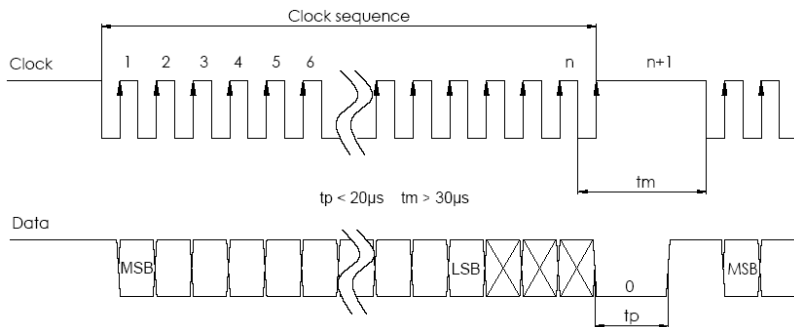 Clock sequence
1 2 3 4 5 6 n n+1
Clock
tm
tp < 20µs tm > 30µs
Data
MSB LSB 0 MSB
tp